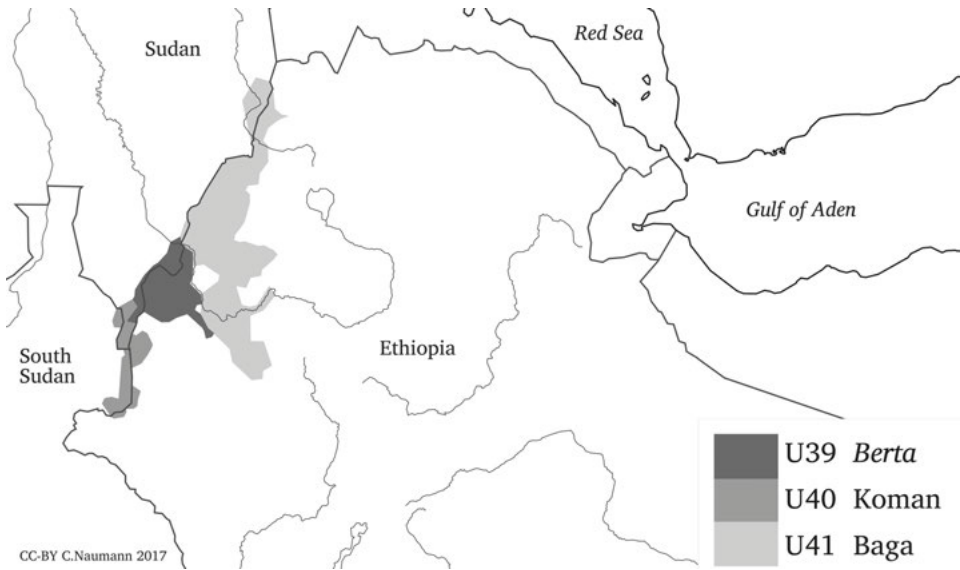 Sudan
Red Sea
Gulf of Aden
Ethiopia
South
Sudan
U39 Berta
U40 Koman
U41 Baga
CC-BY C.Naumann 2017